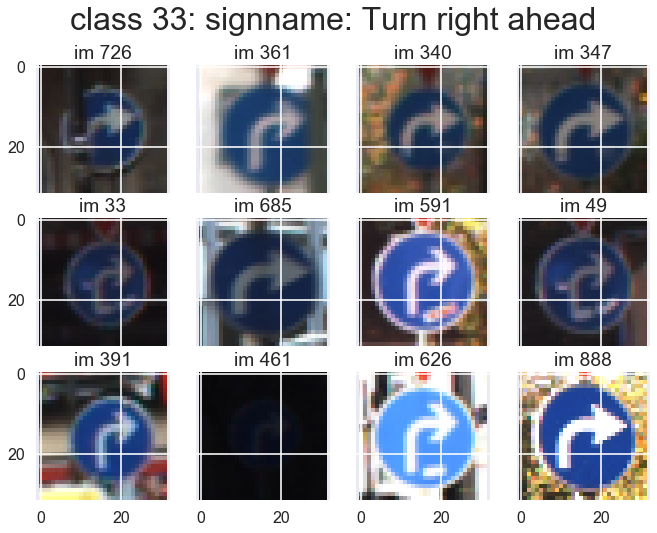 class 33: signname: Turn right ahead
im 726 im 361 im 340 im 347
0
20
im 33 im 685 im 591 im 49
0
20
im 391 im 461 im 626 im 888
0
20
0 20 0 20 0 20 0 20